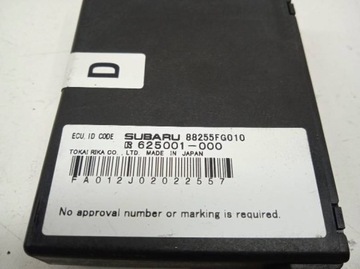 D
ECU, ID CODE SUBARU 88255FG010
625001-000
TOKAI RIKA CO., LTD. MADE IN JAPAN
FA012J02022557
No approval number or marking is required.